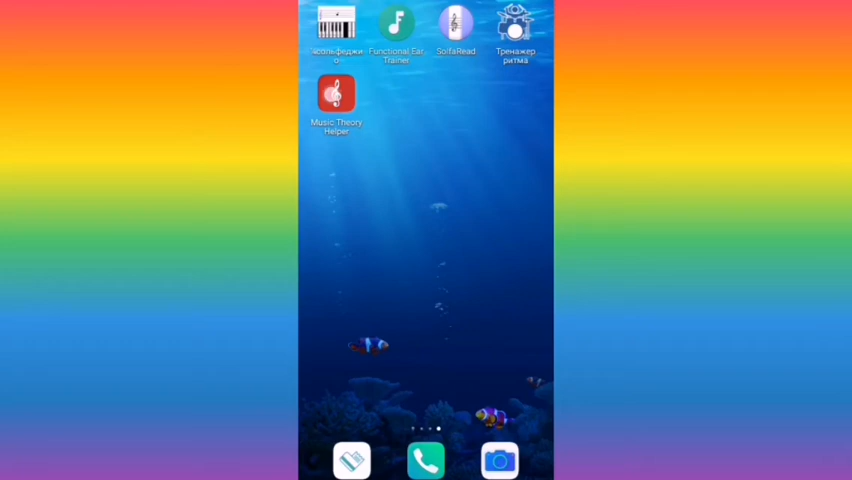 Functional Ear
Trainer
SolfaRead
Тренажер
ритма
Music Theory
Helper